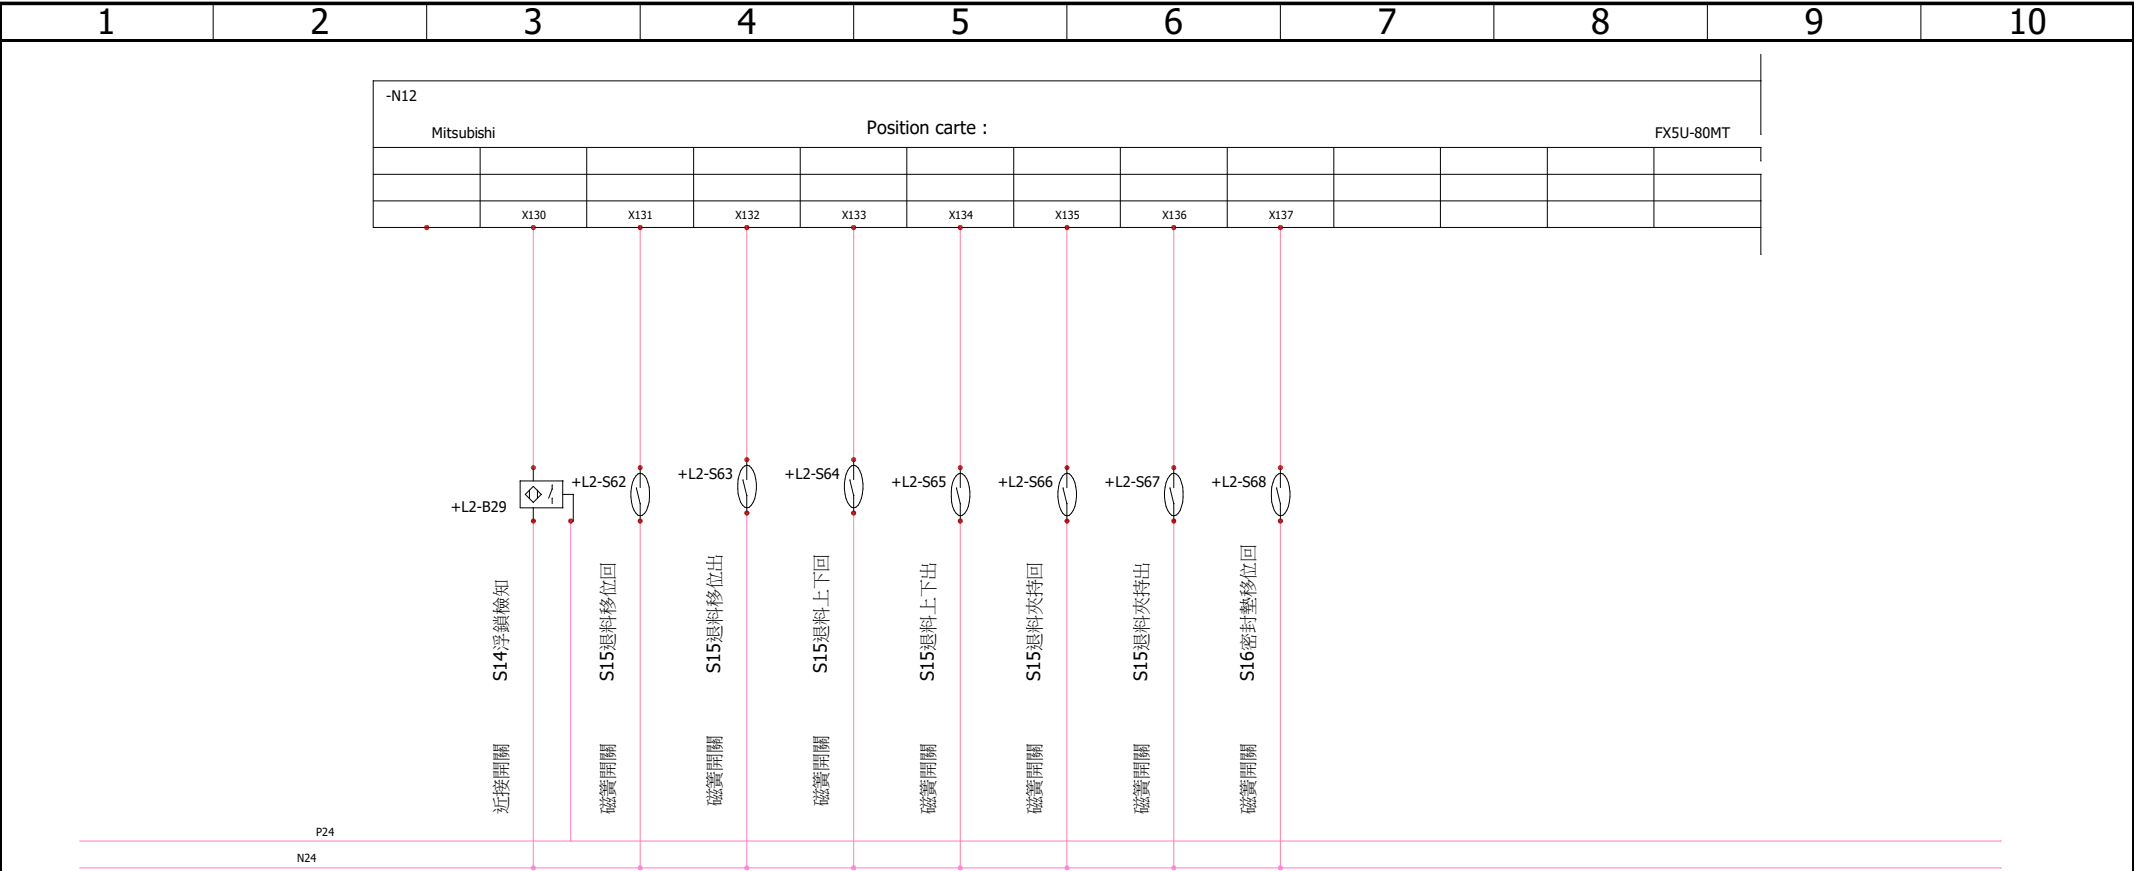 1 2 3 4 5 6 7 8 9 10
-N12
Mitsubishi Position carte : FX5U-80MT
X130 X131 X132 X133 X134 X135 X136 X137
+L2-B29
+L2-S62
+L2-S63
+L2-S64
+L2-S65
+L2-S66
+L2-S67
+L2-S68
S14浮鎖檢知
S15退料移位回
S15退料移位出
S15退料上下回
S15退料上下出
S15退料夾持回
S15退料夾持出
S16密封墊移位回
近接開關
磁簧開關
磁簧開關
磁簧開關
磁簧開關
磁簧開關
磁簧開關
磁簧開關
P24
N24